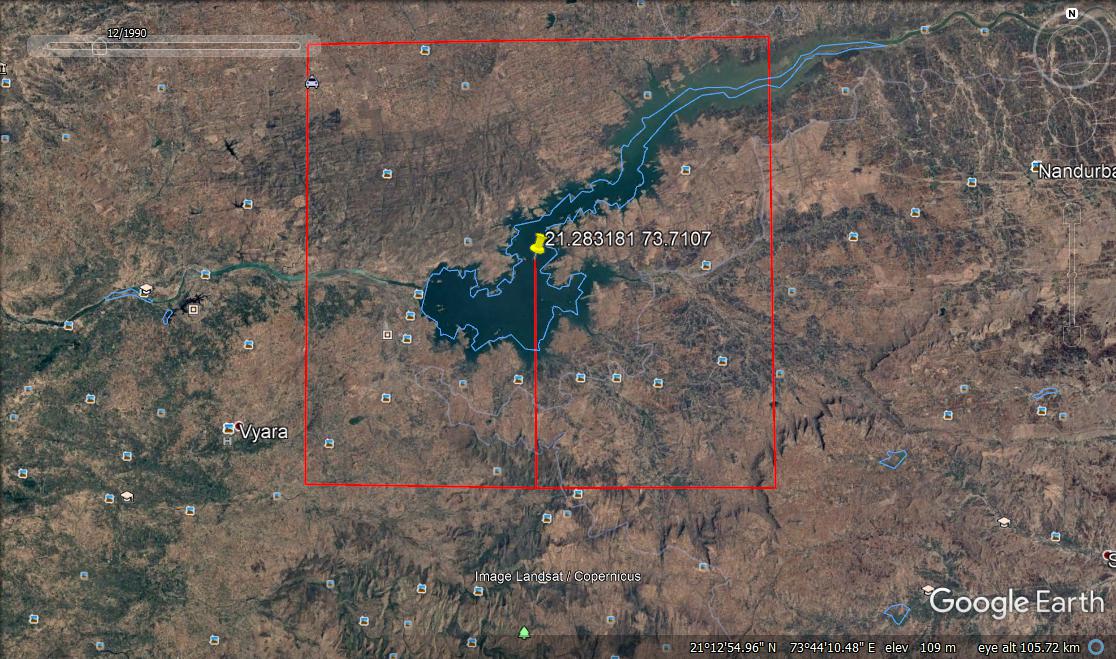 12/1990
N
Nandurba
21.283181 73.7107
Vyara
H
S
Image Landsat / Copernicus
Google Earth
21°12'54.96" N 73°44'10.48" E elev 109 m eye alt 105.72 km